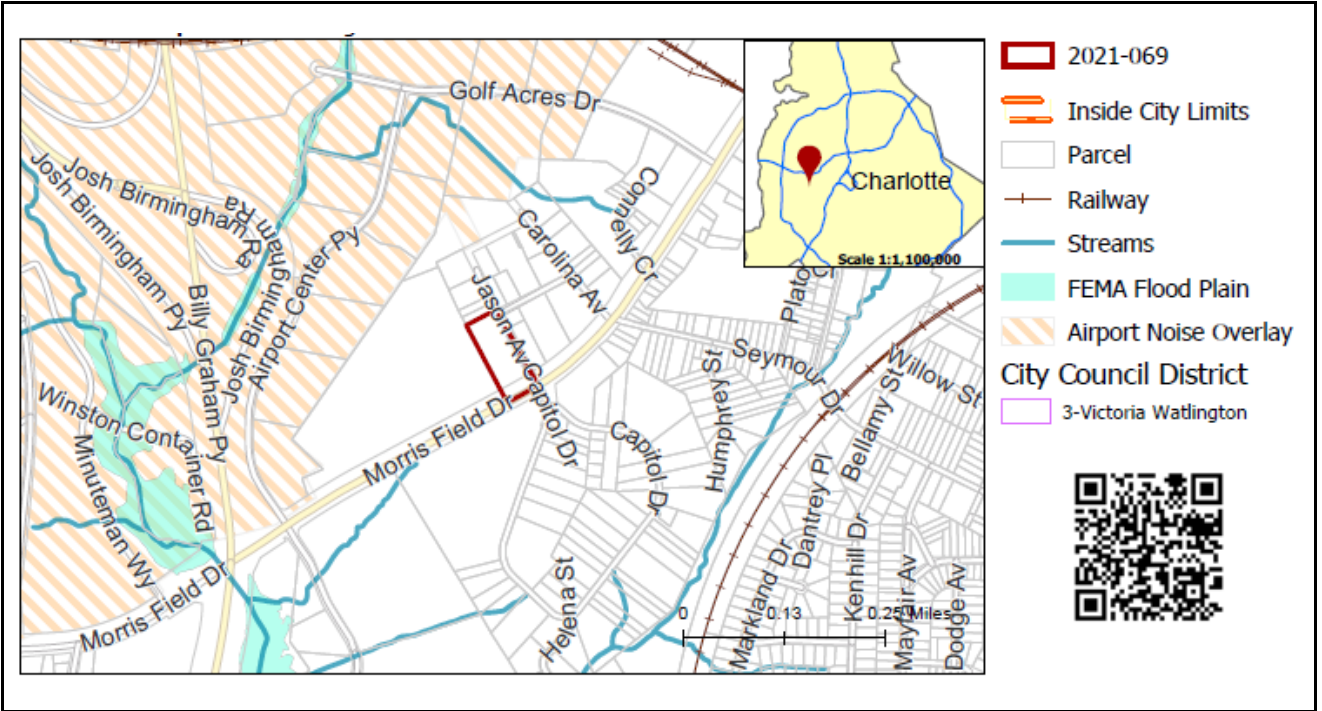 Golf Acres Dr
Josh Birmingham Py
Josh Birmingham Ra
Ra
Josh Birmingham
Billy Graham Py
Airport Center Py
Connelly Cr
Carolina Av
Jason Av
Capitol Dr
Capitol Dr
Morris Field Dr
Morris Field Dr
Winston Container Rd
Minuteman Wy
Seymour Dr
Humphrey St
Helena St
Willow St
Bellamy St
Dantrey Pl
Markland Dr
Kenhill Dr
Mayfair Av
Dodge Av
0 0.13 0.25 Miles
Charlotte
Scale 1:1,100,000
2021-069
Inside City Limits
Parcel
Railway
Streams
FEMA Flood Plain
Airport Noise Overlay
City Council District
3-Victoria Watlington